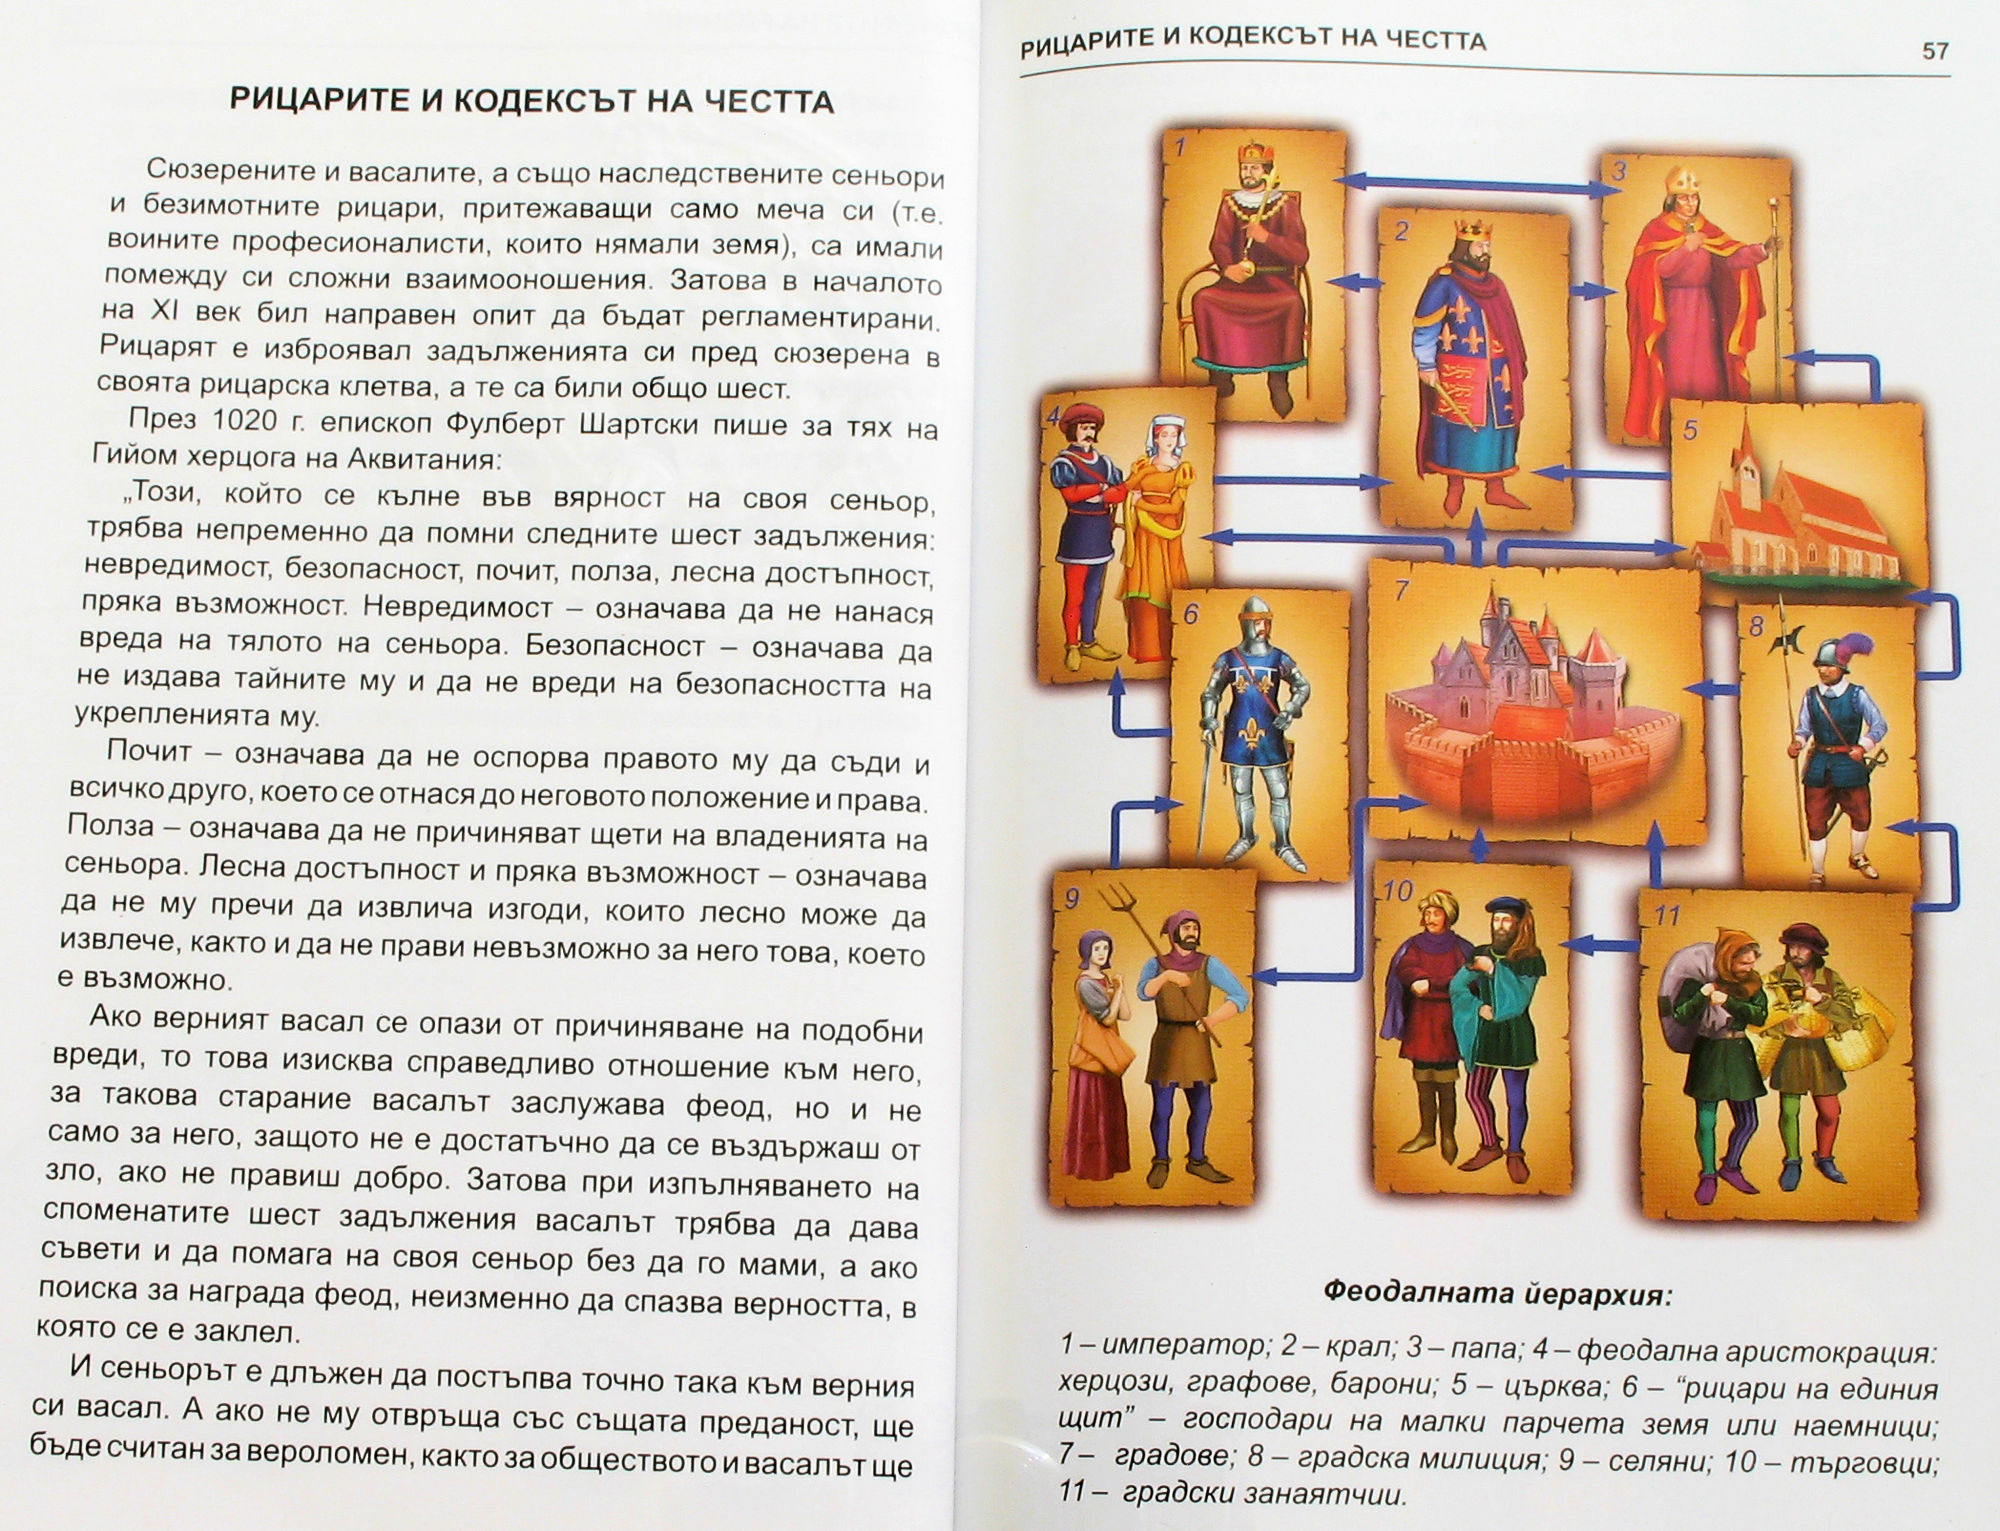 РИЦАРИТЕ И КОДЕКСЪТ НА ЧЕСТТА
Сюзерените и васалите, а също наследствените сеньори
и безимотните рицари, притежаващи само меча си (т.е.
воините професионалисти, които нямали земя), са имали
помежду си сложни взаимооношения. Затова в началото
на XI век бил направен опит да бъдат регламентирани.
Рицарят е изброявал задълженията си пред сюзерена в
своята рицарска клетва, а те са били общо шест.
През 1020 г. епископ Фулберт Шартски пише за тях на
Гийом херцога на Аквитания:
„Този, който се кълне във вярност на своя сеньор,
трябва непременно да помни следните шест задължения:
невредимост, безопасност, почит, полза, лесна достъпност,
пряка възможност. Невредимост – означава да не нанася
вреда на тялото на сеньора. Безопасност – означава да
не издава тайните му и да не вреди на безопасността на
укрепленията му.
Почит – означава да не оспорва правото му да съди и
всичко друго, което се отнася до неговото положение и права.
Полза – означава да не причиняват щети на владенията на
сеньора. Лесна достъпност и пряка възможност – означава
да не му пречи да извлича изгоди, които лесно може да
извлече, както и да не прави невъзможно за него това, което
е възможно.
Ако верният васал се опази от причиняване на подобни
вреди, то това изисква справедливо отношение към него,
за такова старание васалът заслужава феод, но и не
само за него, защото не е достатъчно да се въздържаш от
зло, ако не правиш добро. Затова при изпълняването на
споменатите шест задължения васалът трябва да дава
съвети и да помага на своя сеньор без да го мами, а ако
поиска за награда феод, неизменно да спазва верността, в
която се е заклел.
И сеньорът е длъжен да постъпва точно така към верния
си васал. А ако не му отвръща със същата преданост, ще
бъде считан за вероломен, както за обществото и васалът ще
РИЦАРИТЕ И КОДЕКСЪТ НА ЧЕСТТА 57
1
3
2
4
5
6
7
8
9
10
11
Феодалната йерархия:
1 – император; 2 – крал; 3 – папа; 4 – феодална аристокрация:
херцози, графове, барони; 5 – църква; 6 – “рицари на единия
щит” – господари на малки парчета земя или наемници;
7 – градове; 8 – градска милиция; 9 – селяни; 10 – търговци;
11 – градски занаятчии.